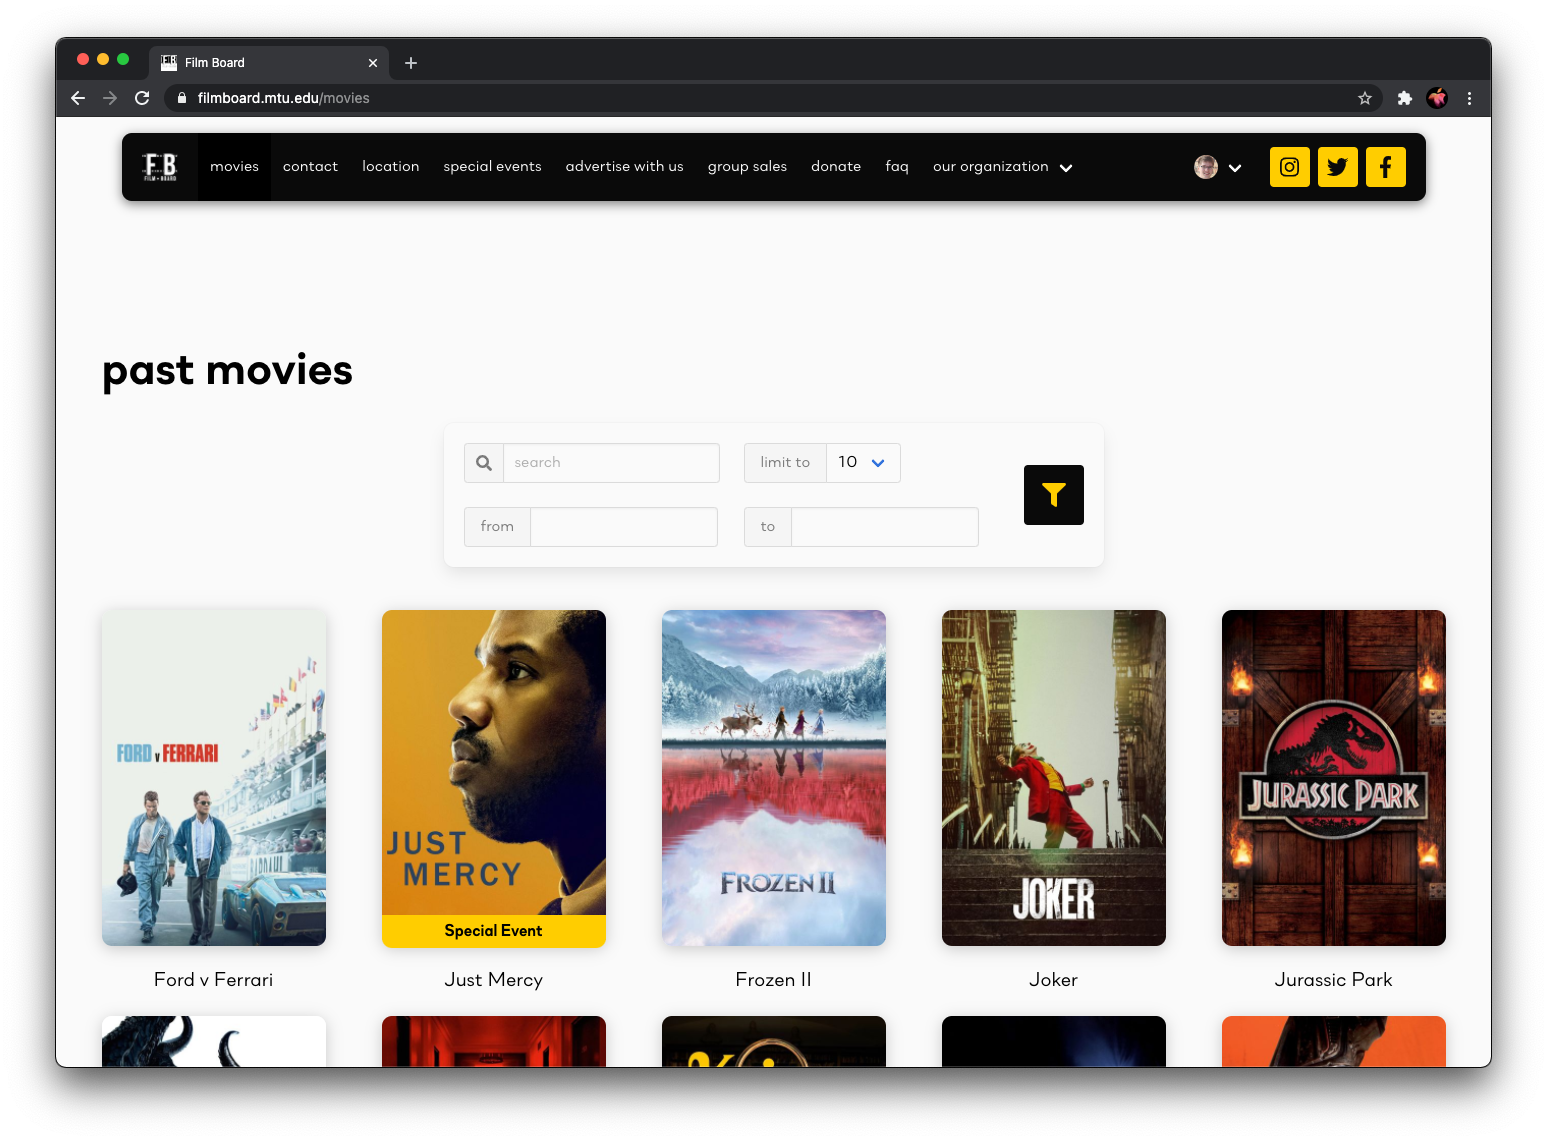 Film Board
filmboard.mtu.edu/movies
F B
FILM BOARD
movies
contact
location
special events
advertise with us
group sales
donate
faq
our organization
past movies
search
limit to
10
from
to
FORD v FERRARI
JUST
MERCY
Special Event
FROZEN II
JOKER
JURASSIC PARK
Ford v Ferrari
Just Mercy
Frozen II
Joker
Jurassic Park